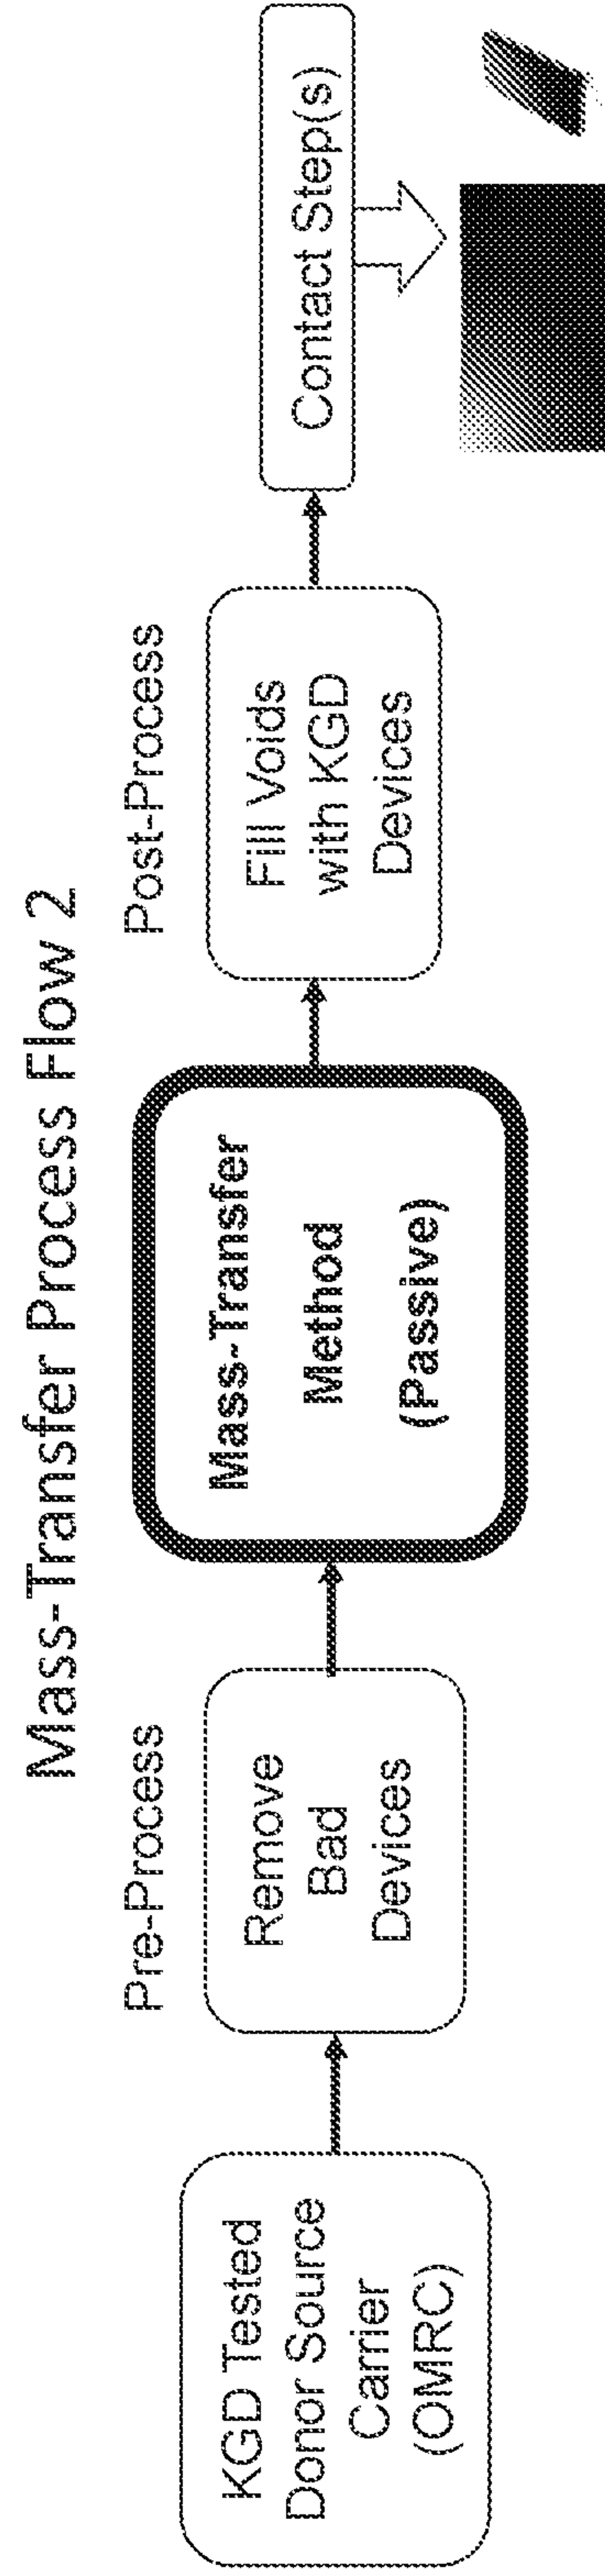 Mass-Transfer Process Flow 2
Pre-Process
Post-Process
KGD Tested
Donor Source
Carrier
(OMRC)
Remove
Bad
Devices
Mass-Transfer
Method
(Passive)
Fill Voids
with KGD
Devices
Contact Step(s)